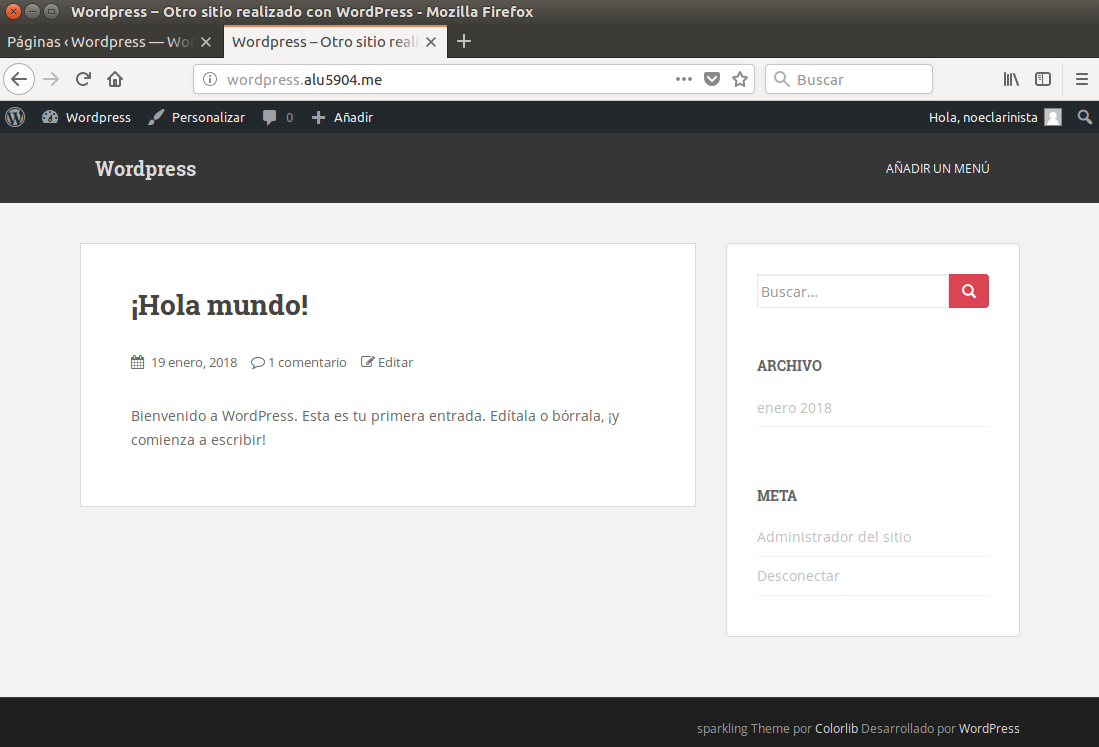 Wordpress – Otro sitio realizado con WordPress - Mozilla Firefox
Páginas ‹ Wordpress — Wor
Wordpress – Otro sitio reali
wordpress.alu5904.me
Buscar
Wordpress
Personalizar
0
Añadir
Hola, noeclarinista
Wordpress
AÑADIR UN MENÚ
¡Hola mundo!
19 enero, 2018 1 comentario Editar
Bienvenido a WordPress. Esta es tu primera entrada. Edítala o bórrala, ¡y
comienza a escribir!
Buscar...
ARCHIVO
enero 2018
META
Administrador del sitio
Desconectar
sparkling Theme por Colorlib Desarrollado por WordPress